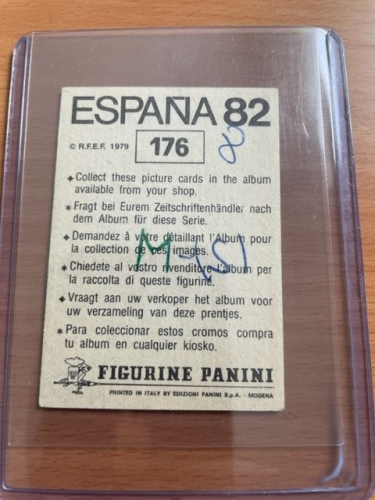 ESPAÑA 82
© R.F.E.F. 1979 176 8
Collect these picture cards in the album
available from your shop.
Fragt bei Eurem Zeitschriftenhändler nach
dem Album für diese Serie.
Demandez à votre détaillant l'Album pour
la collection de ces images.
Chiedete al vostro rivenditore l'album per
la raccolta di queste figurine.
Vraagt aan uw verkoper het album voor
uw verzameling van deze prentjes.
Para coleccionar estos cromos compra
tu album en cualquier kiosko.
FIGURINE PANINI
PRINTED IN ITALY BY EDIZIONI PANINI S.p.A. - MODENA